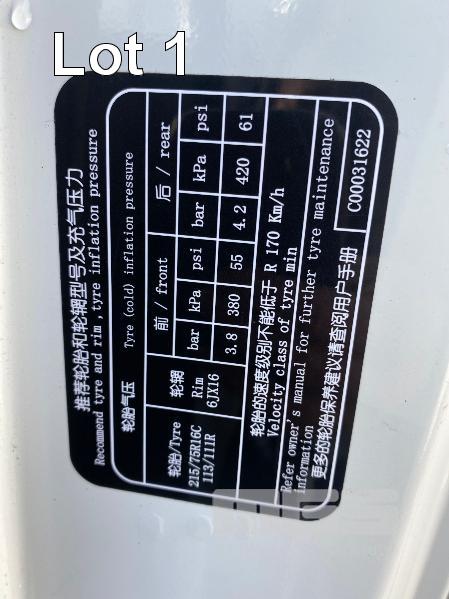 Lot 1
推荐轮胎和轮辋型号及充气压力
Recommend tyre and rim ,tyre inflation pressure
轮胎气压 Tyre (cold) inflation pressure
前 / front 后 / rear
轮胎/Tyre 轮辋 Rim bar kPa psi bar kPa psi
215/75R16C 113/111R 6JX16 3.8 380 55 4.2 420 61
轮胎的速度级别不能低于 R 170 Km/h
Velocity class of tyre min
Refer owner's manual for further tyre maintenance
information
更多的轮胎保养建议请查阅用户手册
C00031622